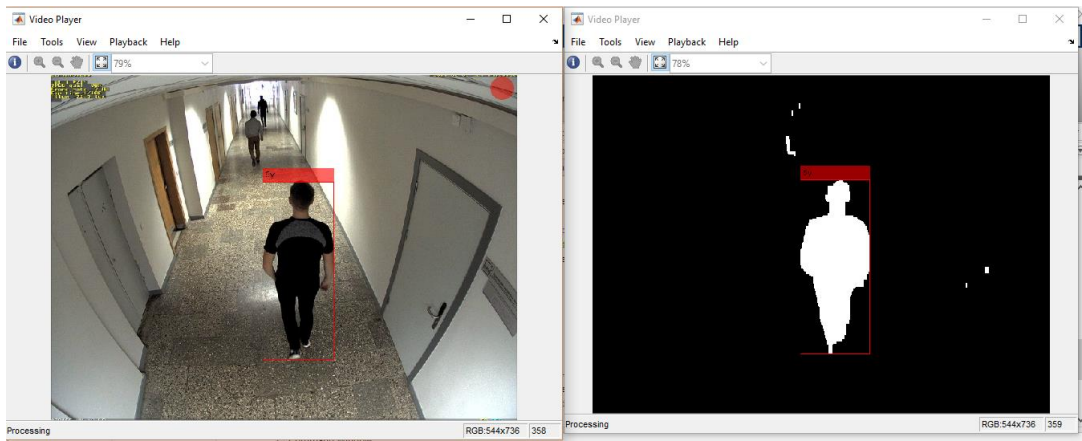 Video Player
File Tools View Playback Help
79%
Processing
RGB:544x736 358
Video Player
File Tools View Playback Help
78%
Processing
RGB:544x736 359